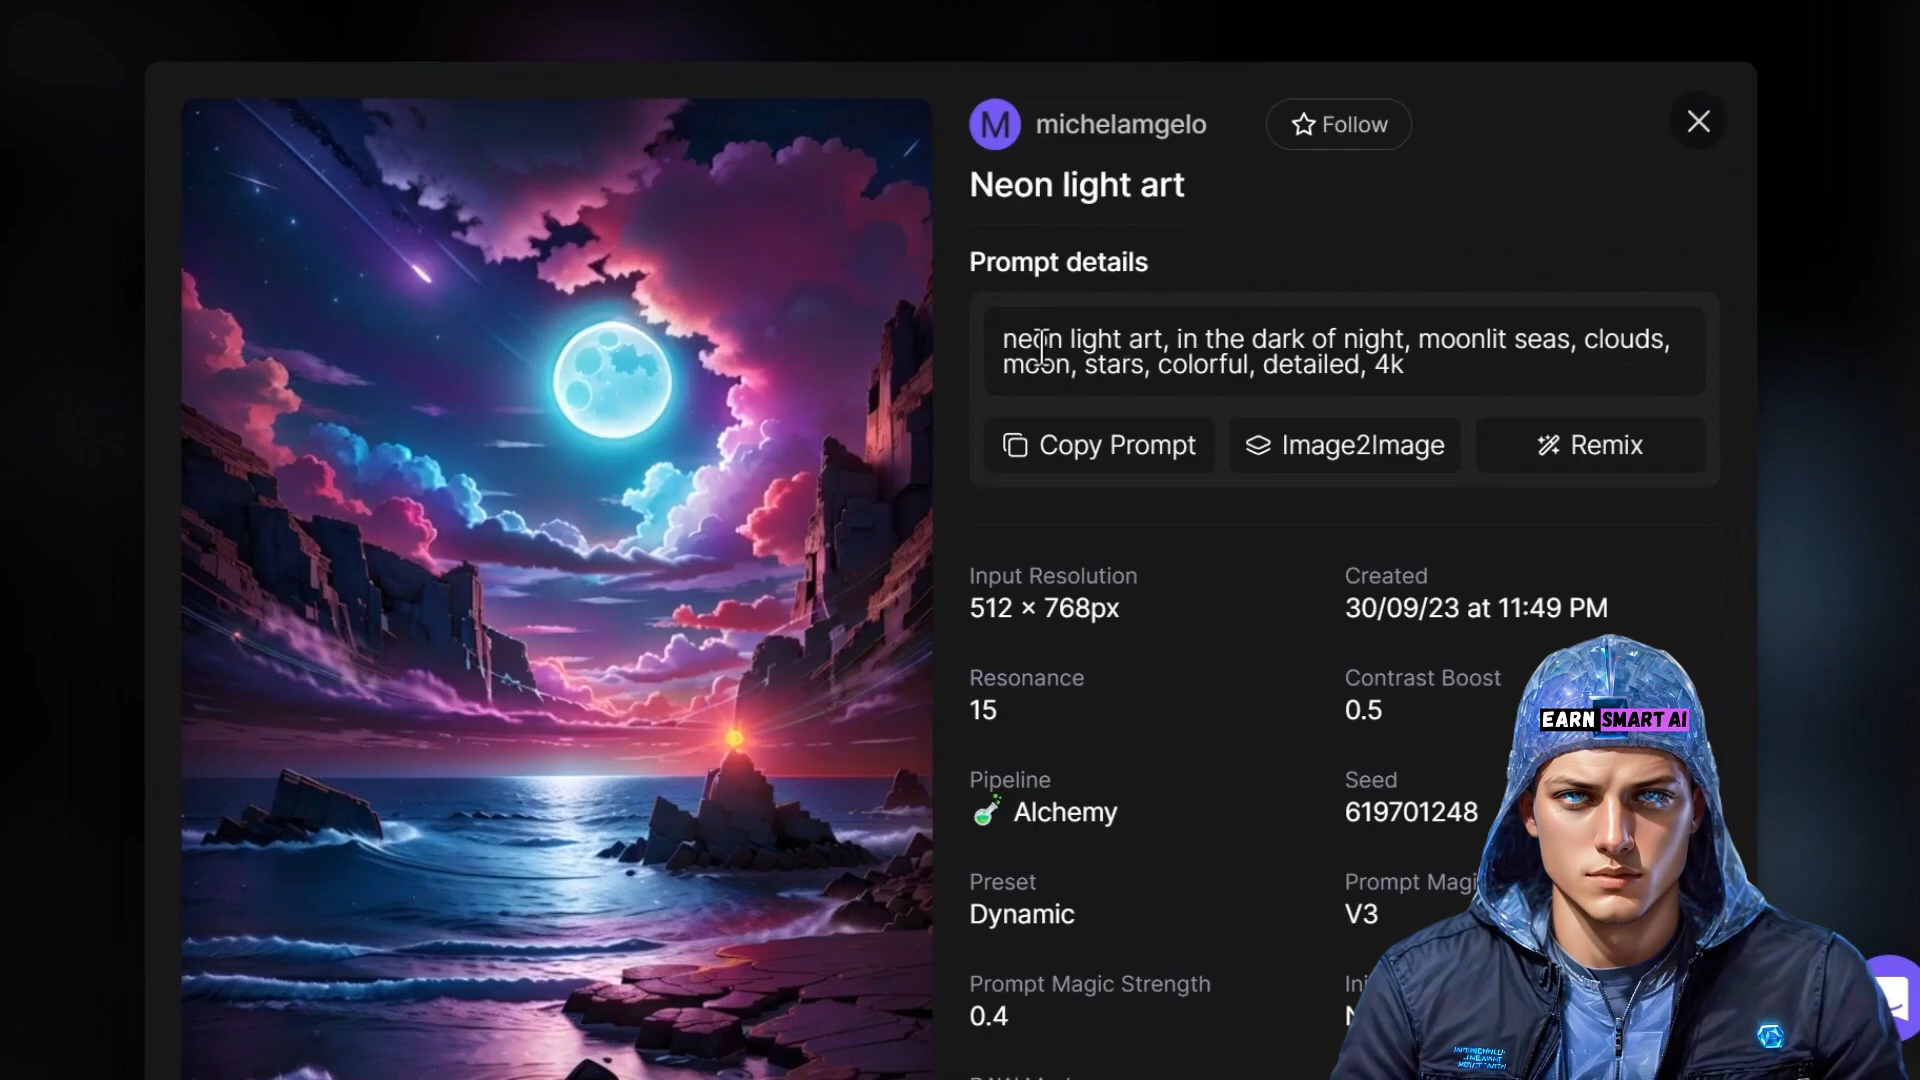 M michelamgelo
Follow
Neon light art
Prompt details
neon light art, in the dark of night, moonlit seas, clouds,
moon, stars, colorful, detailed, 4k
Copy Prompt
Image2Image
Remix
Input Resolution
512 × 768px
Created
30/09/23 at 11:49 PM
Resonance
15
Contrast Boost
0.5
EARN SMART AI
Pipeline
Alchemy
Seed
619701248
Preset
Dynamic
Prompt Magi
V3
Prompt Magic Strength
0.4